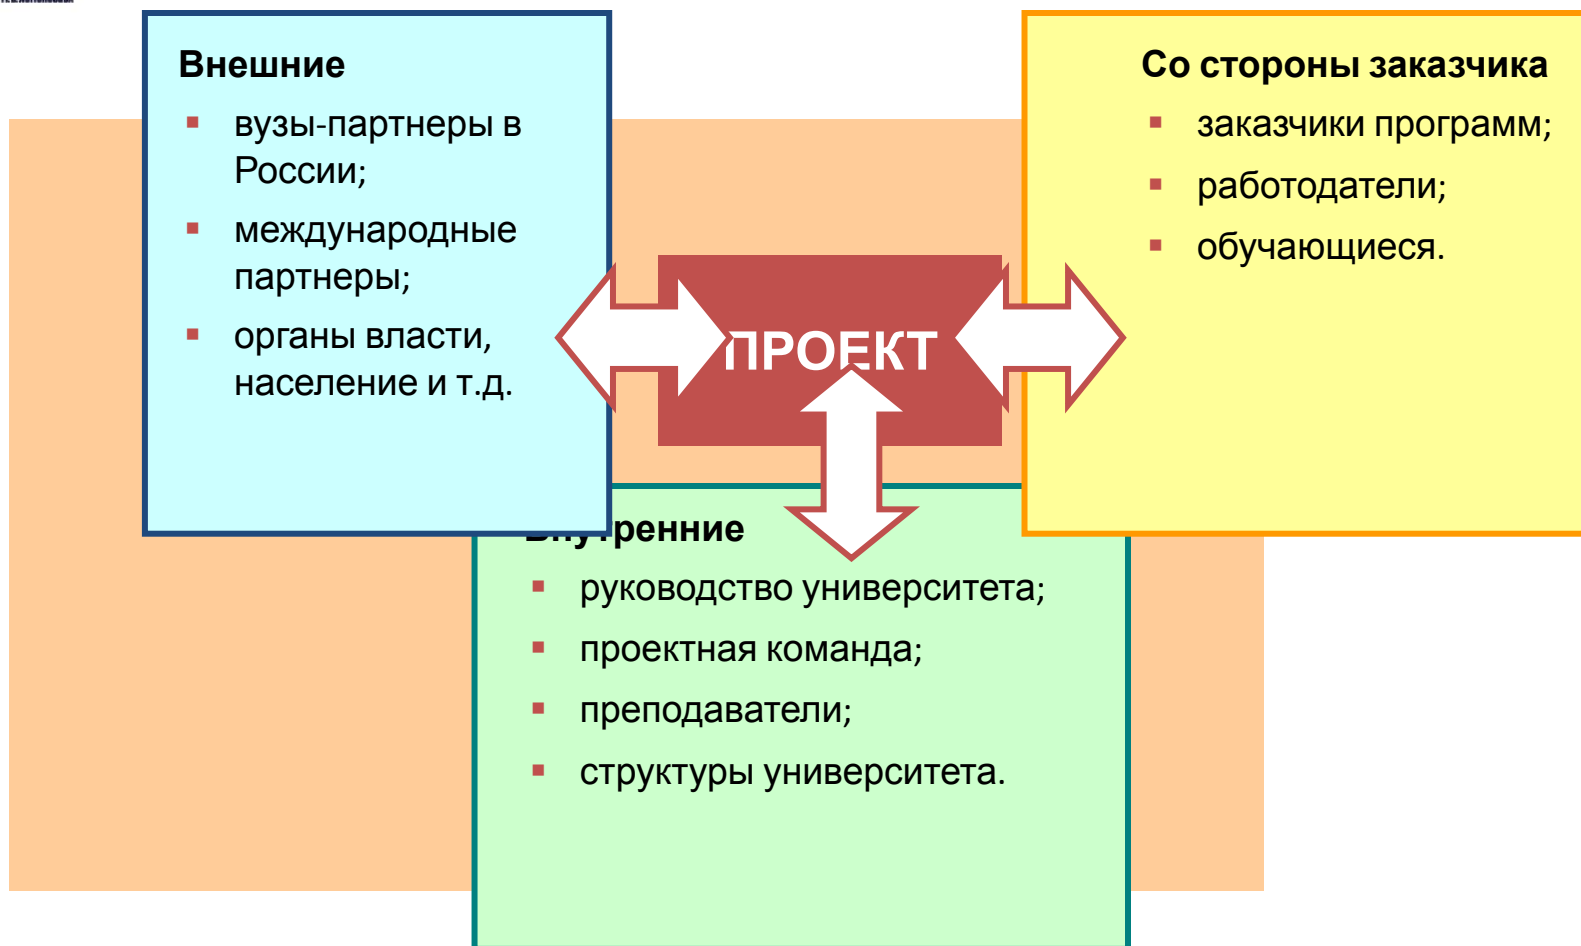 Внешние
вузы-партнеры в
России;
международные
партнеры;
органы власти,
население и т.д.
Со стороны заказчика
заказчики программ;
работодатели;
обучающиеся.
ПРОЕКТ
Внутренние
руководство университета;
проектная команда;
преподаватели;
структуры университета.